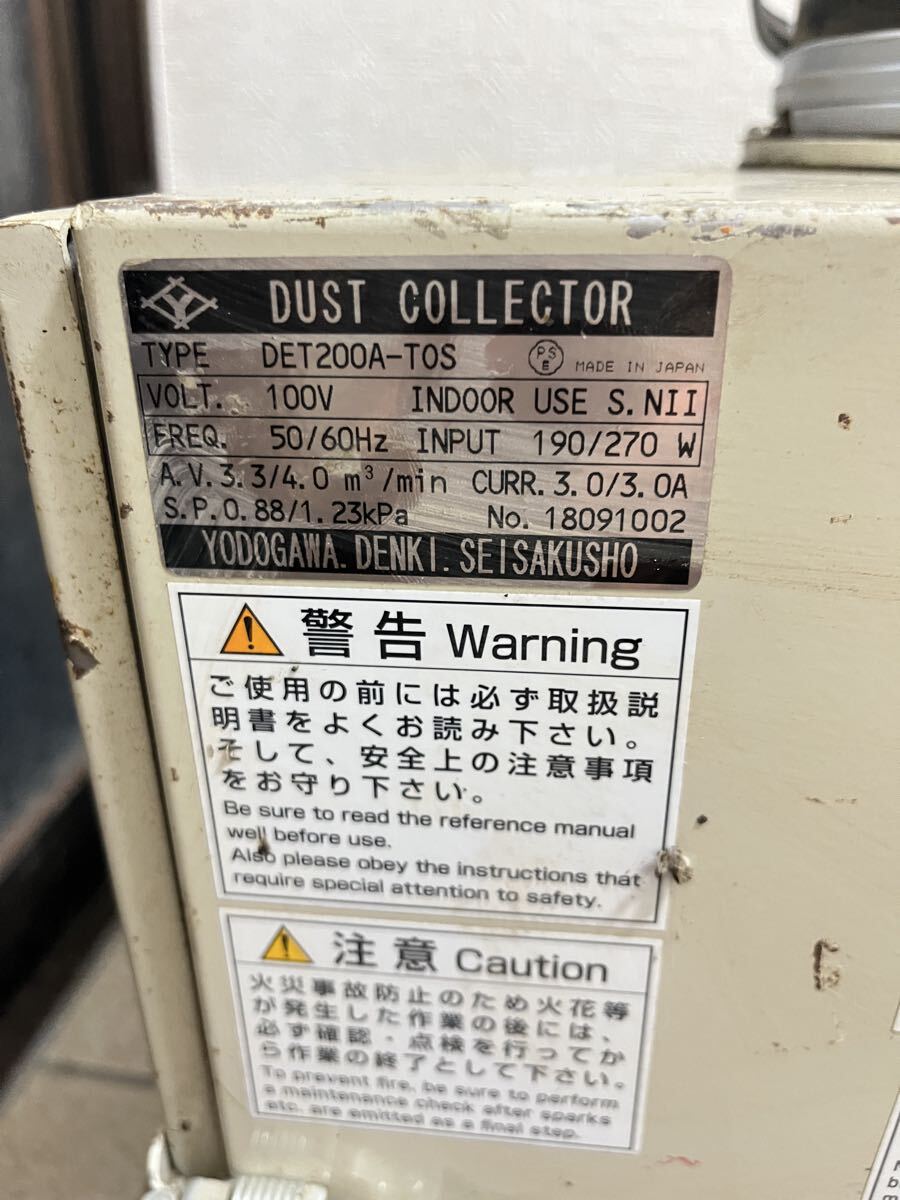 DUST COLLECTOR
TYPE DET200A-TOS PSE MADE IN JAPAN
VOLT. 100V INDOOR USE S.NII
FREQ. 50/60Hz INPUT 190/270 W
A.V.3.3/4.0 m³/min CURR.3.0/3.0A
S.P.0.88/1.23kPa No. 18091002
YODOGAWA.DENKI.SEISAKUSHO
警告 Warning
ご使用の前には必ず取扱説
明書をよくお読み下さい。
そして、安全上の注意事項
をお守り下さい。
Be sure to read the reference manual
well before use.
Also please obey the instructions that
require special attention to safety.
注意 Caution
火災事故防止のため火花等
が発生した作業の後には、
必ず確認・点検を行ってか
ら作業の終了として下さい。
To prevent fire, be sure to perform
a maintenance check after sparks
etc. are emitted as a final step.